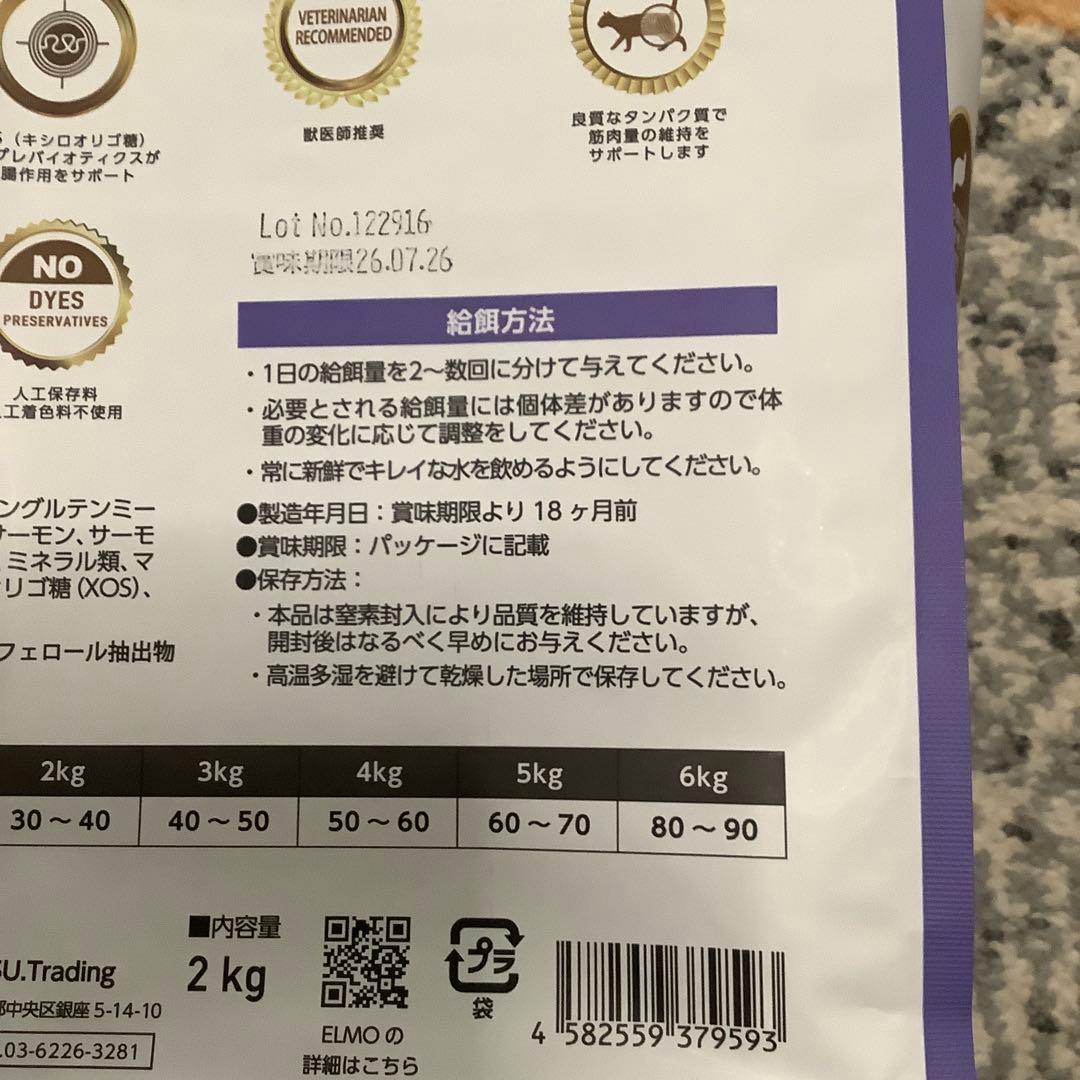 VETERINARIAN
RECOMMENDED
(キシロオリゴ糖)
プレバイオティクスが
腸作用をサポート
獣医師推奨
良質なタンパク質で
筋肉量の維持を
サポートします
Lot No.122916
賞味期限26.07.26
NO
DYES
PRESERVATIVES
人工保存料
工着色料不使用
給餌方法
・1日の給餌量を2〜数回に分けて与えてください。
・必要とされる給餌量には個体差がありますので体
重の変化に応じて調整をしてください。
・常に新鮮でキレイな水を飲めるようにしてください。
●製造年月日：賞味期限より18ヶ月前
●賞味期限：パッケージに記載
●保存方法：
・本品は窒素封入により品質を維持していますが、
開封後はなるべく早めにお与えください。
・高温多湿を避けて乾燥した場所で保存してください。
ングルテンミー
サーモン、サーモ
ミネラル類、マ
リゴ糖(XOS)、
フェロール抽出物
2kg 3kg 4kg 5kg 6kg
30〜40 40〜50 50〜60 60〜70 80〜90
U.Trading
中央区銀座5-14-10
.03-6226-3281
■内容量
2kg
ELMOの
詳細はこちら
プラ
袋
4 582559 379593